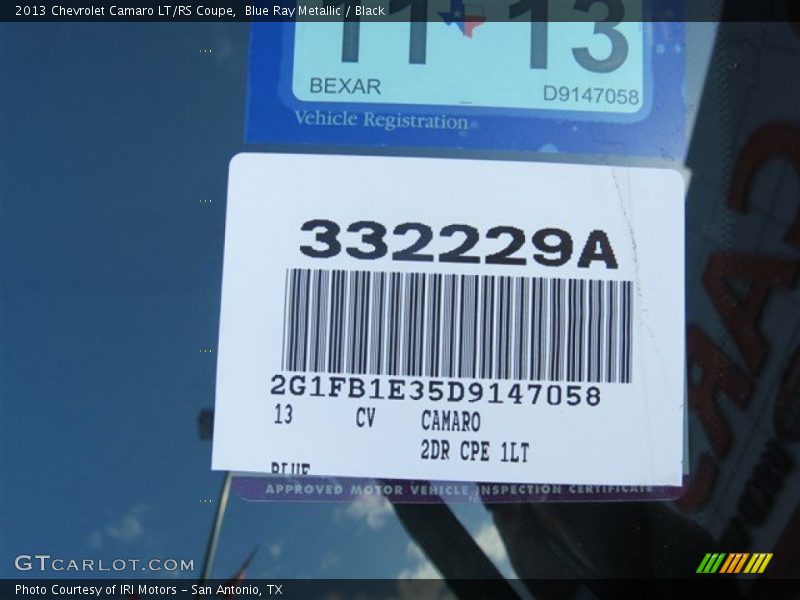 2013 Chevrolet Camaro LT/RS Coupe, Blue Ray Metallic / Black
11 13
BEXAR D9147058
Vehicle Registration
332229A
2G1FB1E35D9147058
13 CV CAMARO
2DR CPE 1LT
BLUE
APPROVED MOTOR VEHICLE INSPECTION CERTIFICATE
GTCARLOT.COM
Photo Courtesy of IRI Motors - San Antonio, TX